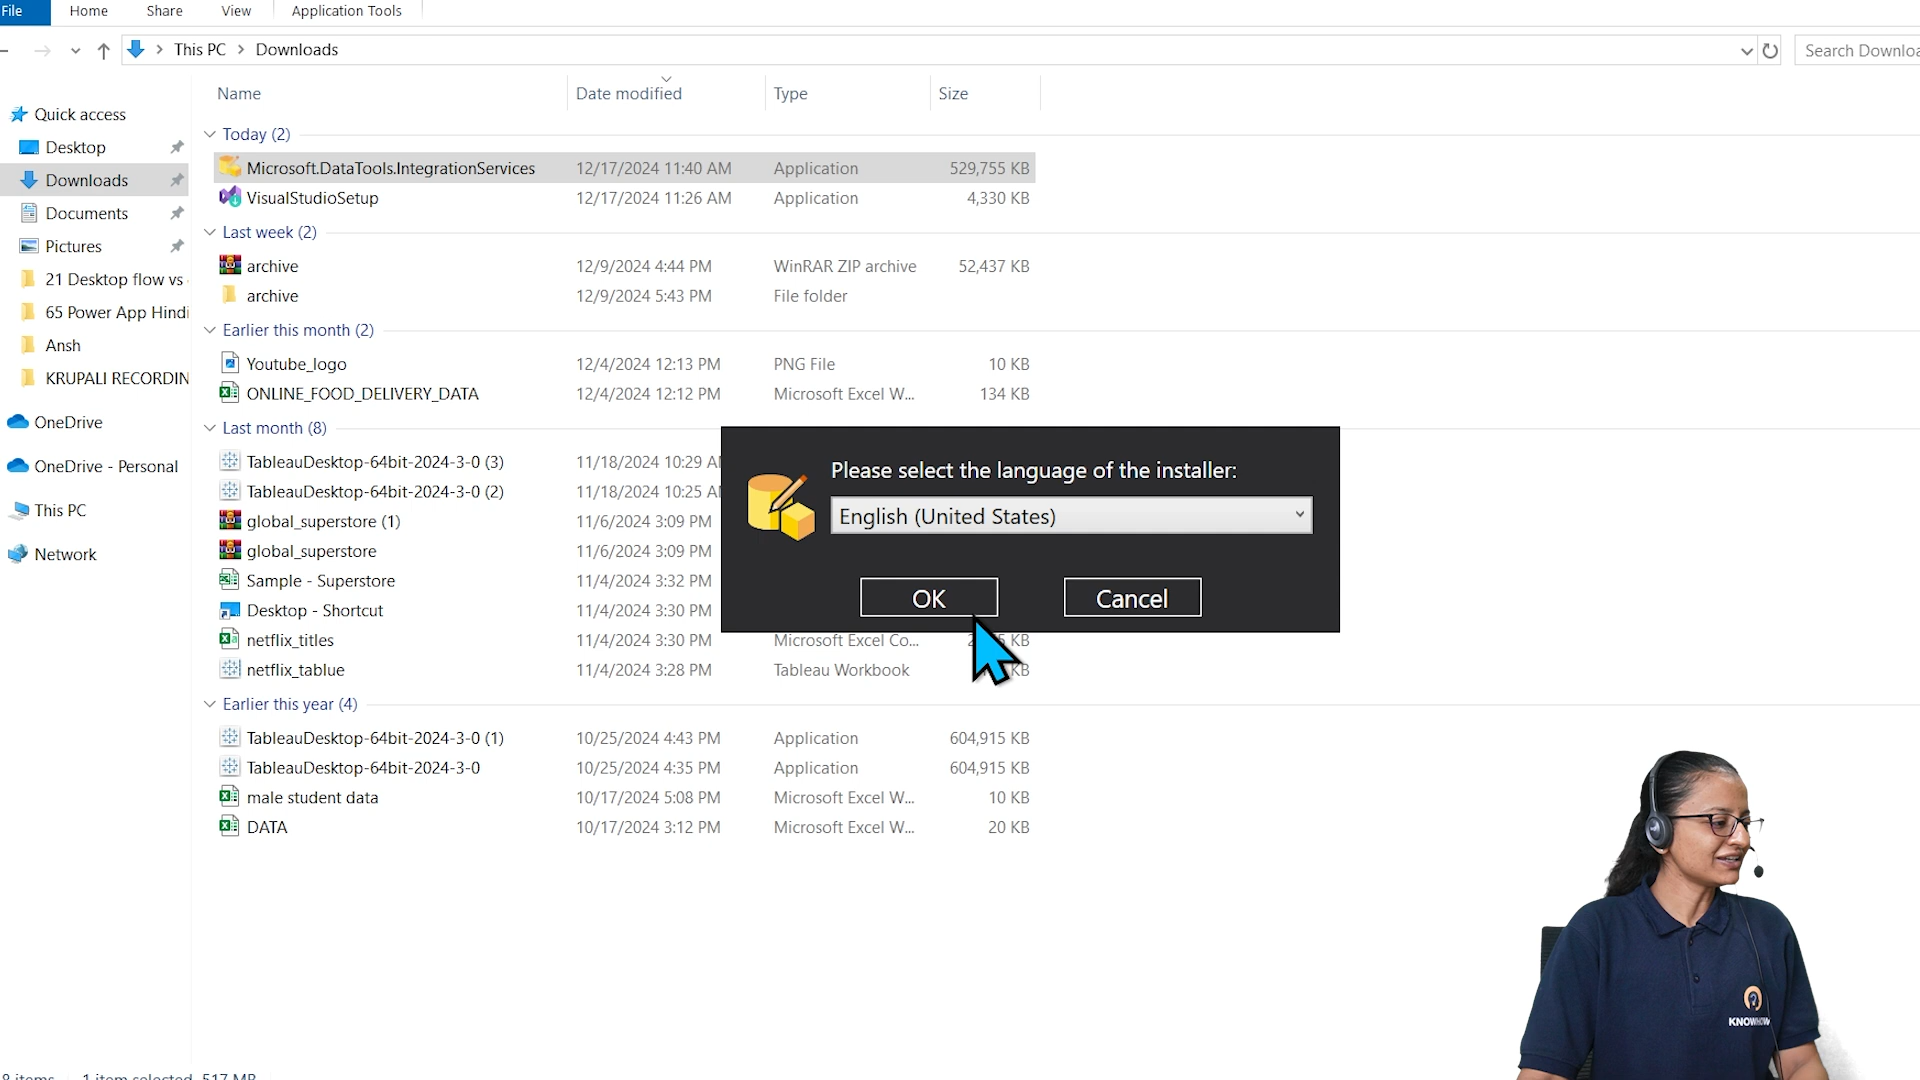 File Home Share View Application Tools
This PC > Downloads
Search Downloa
Name Date modified Type Size
Quick access
Desktop
Downloads
Documents
Pictures
21 Desktop flow vs
65 Power App Hindi
Ansh
KRUPALI RECORDIN
OneDrive
OneDrive - Personal
This PC
Network
Today (2)
Microsoft.DataTools.IntegrationServices 12/17/2024 11:40 AM Application 529,755 KB
VisualStudioSetup 12/17/2024 11:26 AM Application 4,330 KB
Last week (2)
archive 12/9/2024 4:44 PM WinRAR ZIP archive 52,437 KB
archive 12/9/2024 5:43 PM File folder
Earlier this month (2)
Youtube_logo 12/4/2024 12:13 PM PNG File 10 KB
ONLINE_FOOD_DELIVERY_DATA 12/4/2024 12:12 PM Microsoft Excel W... 134 KB
Last month (8)
TableauDesktop-64bit-2024-3-0 (3) 11/18/2024 10:29 AM
TableauDesktop-64bit-2024-3-0 (2) 11/18/2024 10:25 AM
global_superstore (1) 11/6/2024 3:09 PM
global_superstore 11/6/2024 3:09 PM
Sample - Superstore 11/4/2024 3:32 PM
Desktop - Shortcut 11/4/2024 3:30 PM
netflix_titles 11/4/2024 3:30 PM Microsoft Excel Co... KB
netflix_tablue 11/4/2024 3:28 PM Tableau Workbook KB
Earlier this year (4)
TableauDesktop-64bit-2024-3-0 (1) 10/25/2024 4:43 PM Application 604,915 KB
TableauDesktop-64bit-2024-3-0 10/25/2024 4:35 PM Application 604,915 KB
male student data 10/17/2024 5:08 PM Microsoft Excel W... 10 KB
DATA 10/17/2024 3:12 PM Microsoft Excel W... 20 KB
Please select the language of the installer:
English (United States)
OK Cancel
KNOWHOW
8 items 1 item selected 517 MB